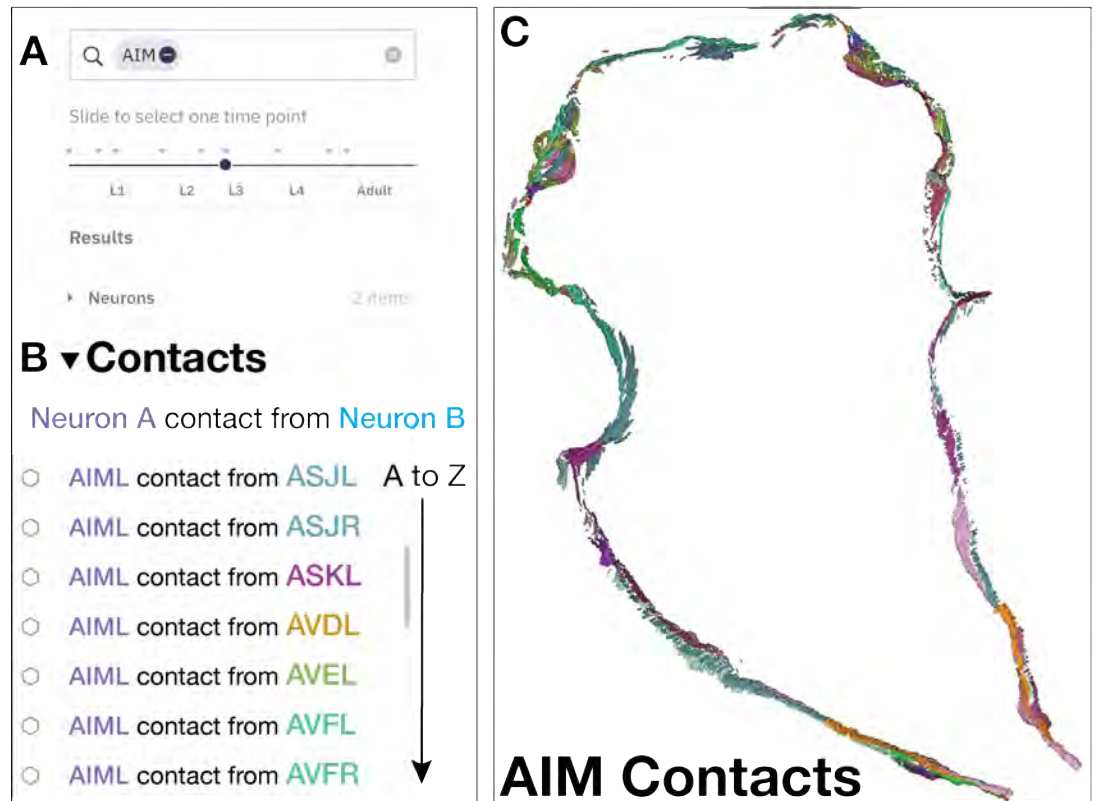 A
AIM
Slide to select one time point
L1 L2 L3 L4 Adult
Results
Neurons 2 items
B Contacts
Neuron A contact from Neuron B
AIML contact from ASJL A to Z
AIML contact from ASJR
AIML contact from ASKL
AIML contact from AVDL
AIML contact from AVEL
AIML contact from AVFL
AIML contact from AVFR
C
AIM Contacts